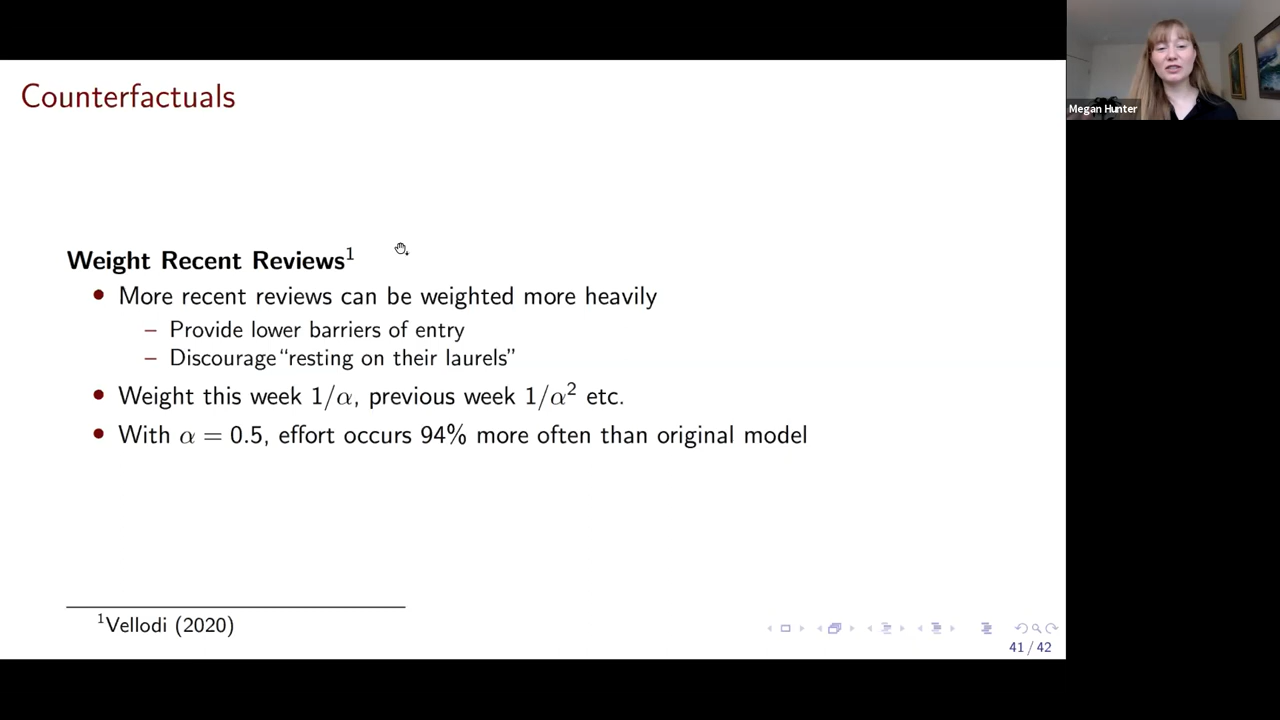 Counterfactuals
Megan Hunter
Weight Recent Reviews¹
• More recent reviews can be weighted more heavily
– Provide lower barriers of entry
– Discourage“resting on their laurels”
• Weight this week 1/α, previous week 1/α² etc.
• With α = 0.5, effort occurs 94% more often than original model
¹Vellodi (2020)
41 / 42